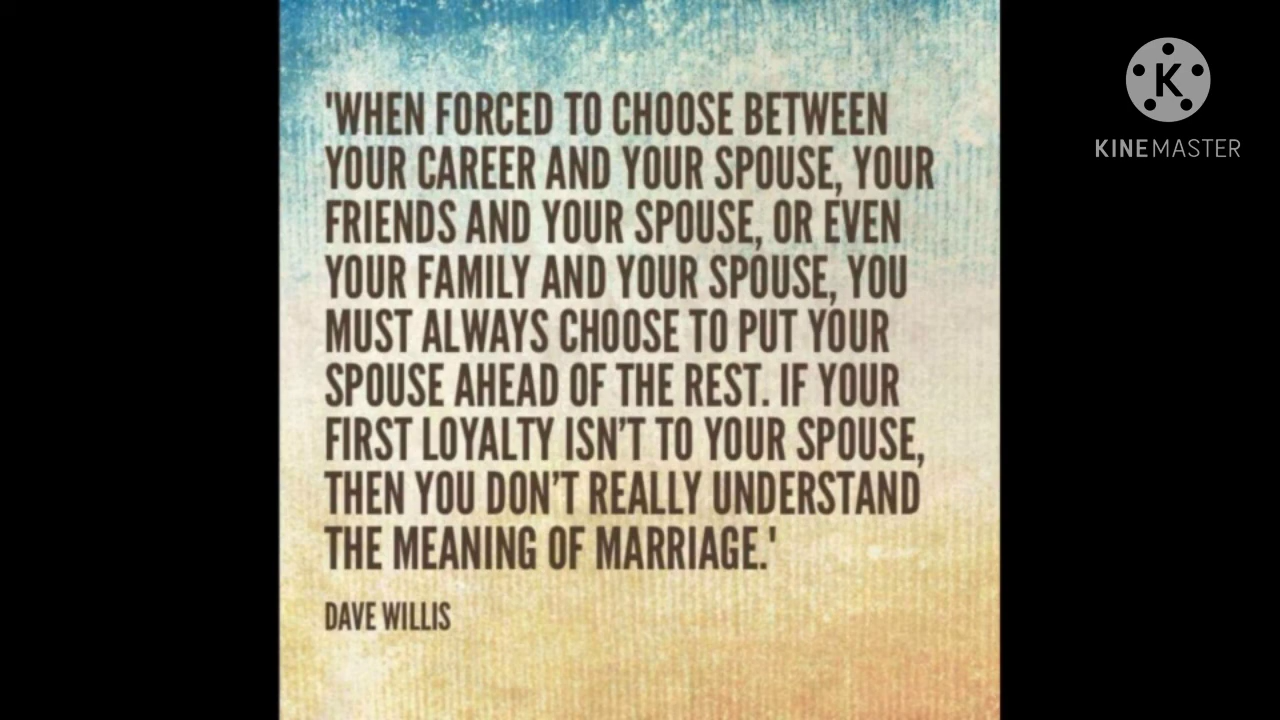 'WHEN FORCED TO CHOOSE BETWEEN
YOUR CAREER AND YOUR SPOUSE, YOUR
FRIENDS AND YOUR SPOUSE, OR EVEN
YOUR FAMILY AND YOUR SPOUSE, YOU
MUST ALWAYS CHOOSE TO PUT YOUR
SPOUSE AHEAD OF THE REST. IF YOUR
FIRST LOYALTY ISN'T TO YOUR SPOUSE,
THEN YOU DON'T REALLY UNDERSTAND
THE MEANING OF MARRIAGE.'
DAVE WILLIS
K
KINEMASTER